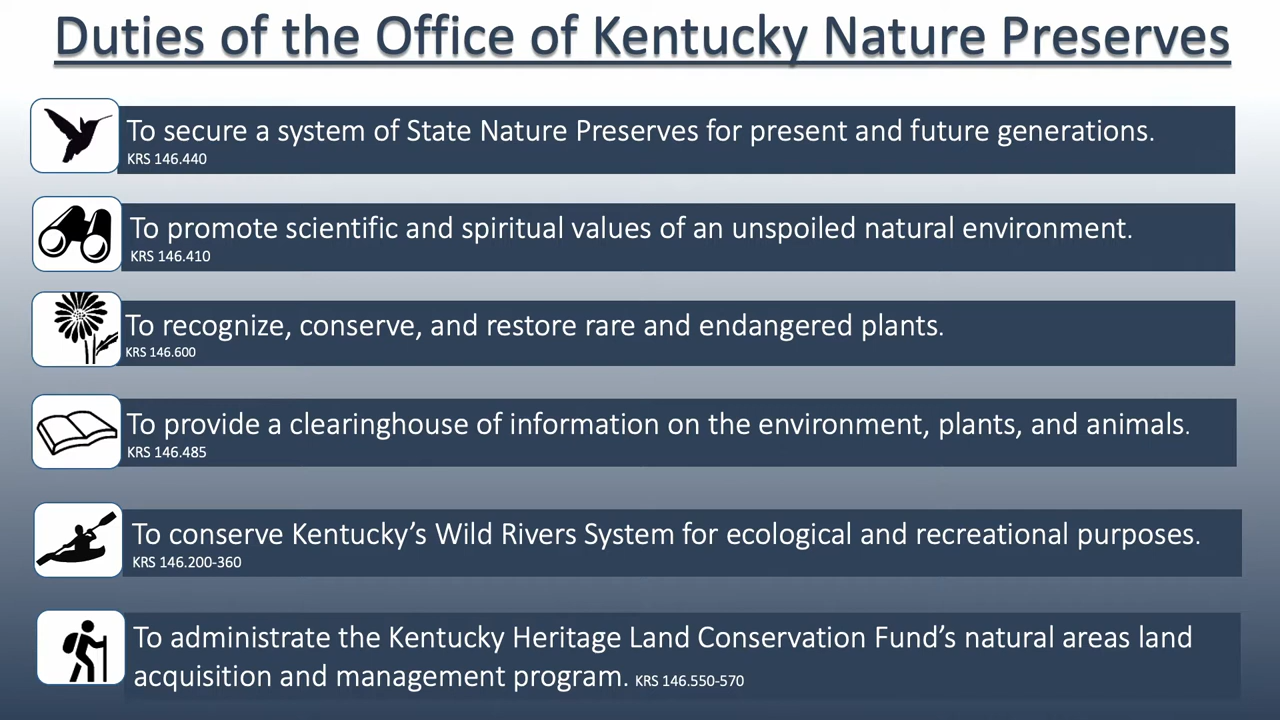 Duties of the Office of Kentucky Nature Preserves
To secure a system of State Nature Preserves for present and future generations.
KRS 146.440
To promote scientific and spiritual values of an unspoiled natural environment.
KRS 146.410
To recognize, conserve, and restore rare and endangered plants.
KRS 146.600
To provide a clearinghouse of information on the environment, plants, and animals.
KRS 146.485
To conserve Kentucky’s Wild Rivers System for ecological and recreational purposes.
KRS 146.200-360
To administrate the Kentucky Heritage Land Conservation Fund’s natural areas land
acquisition and management program. KRS 146.550-570